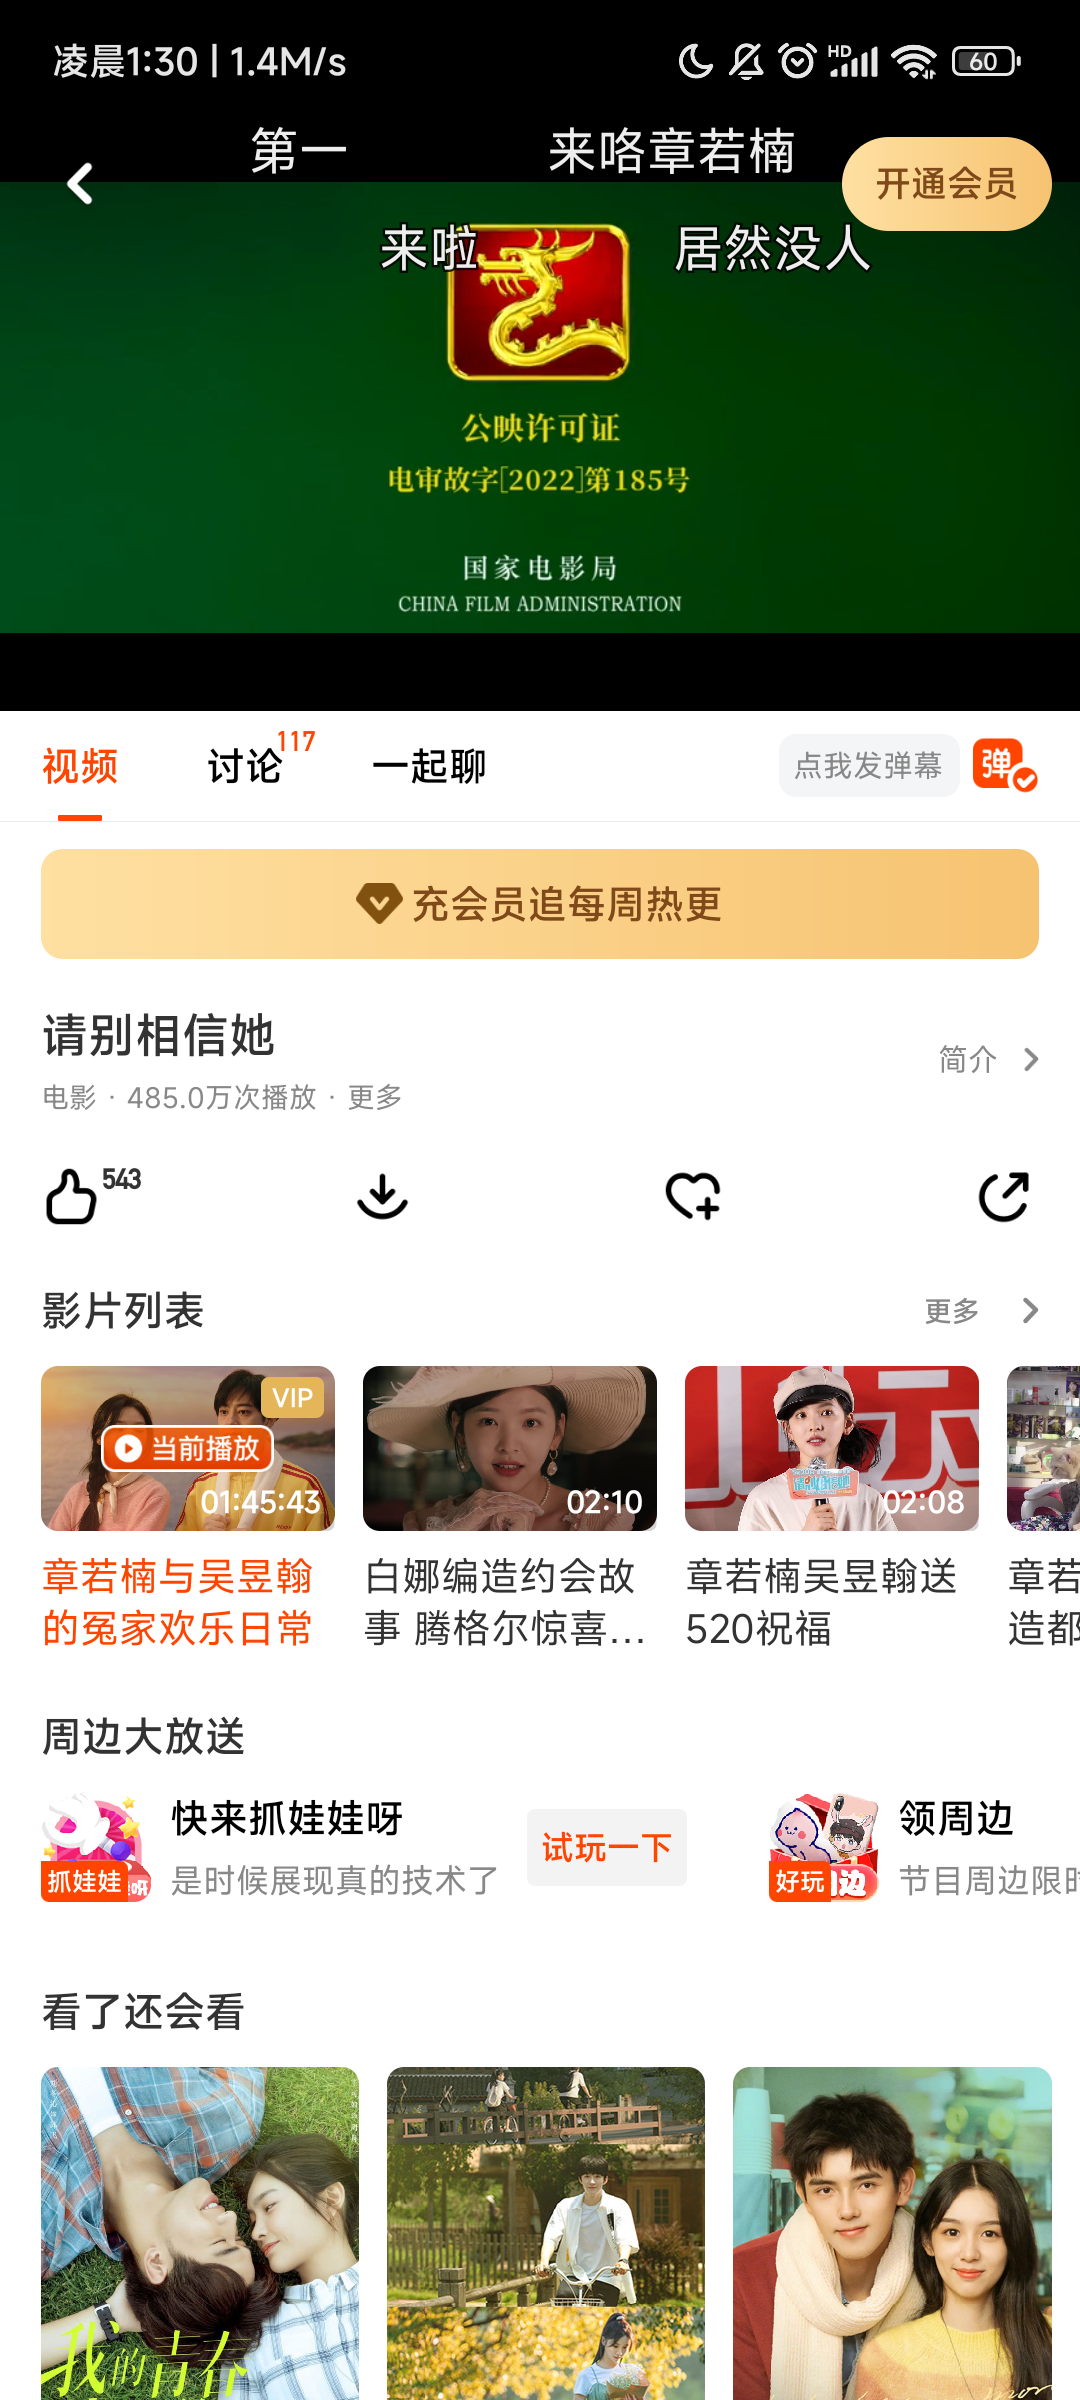 凌晨1:30 | 1.4M/s
HD
60
第一
来咯章若楠
开通会员
来啦
居然没人
公映许可证
电审故字[2022]第185号
国家电影局
CHINA FILM ADMINISTRATION
视频
讨论
117
一起聊
点我发弹幕
弹
充会员追每周热更
请别相信她
简介
电影 · 485.0万次播放 · 更多
543
影片列表
更多
VIP
当前播放
01:45:43
02:10
02:08
章若楠与吴昱翰
的冤家欢乐日常
白娜编造约会故
事 腾格尔惊喜...
章若楠吴昱翰送
520祝福
章若
造都
周边大放送
快来抓娃娃呀
是时候展现真的技术了
抓娃娃
试玩一下
领周边
节目周边限时
好玩
看了还会看
我的青春